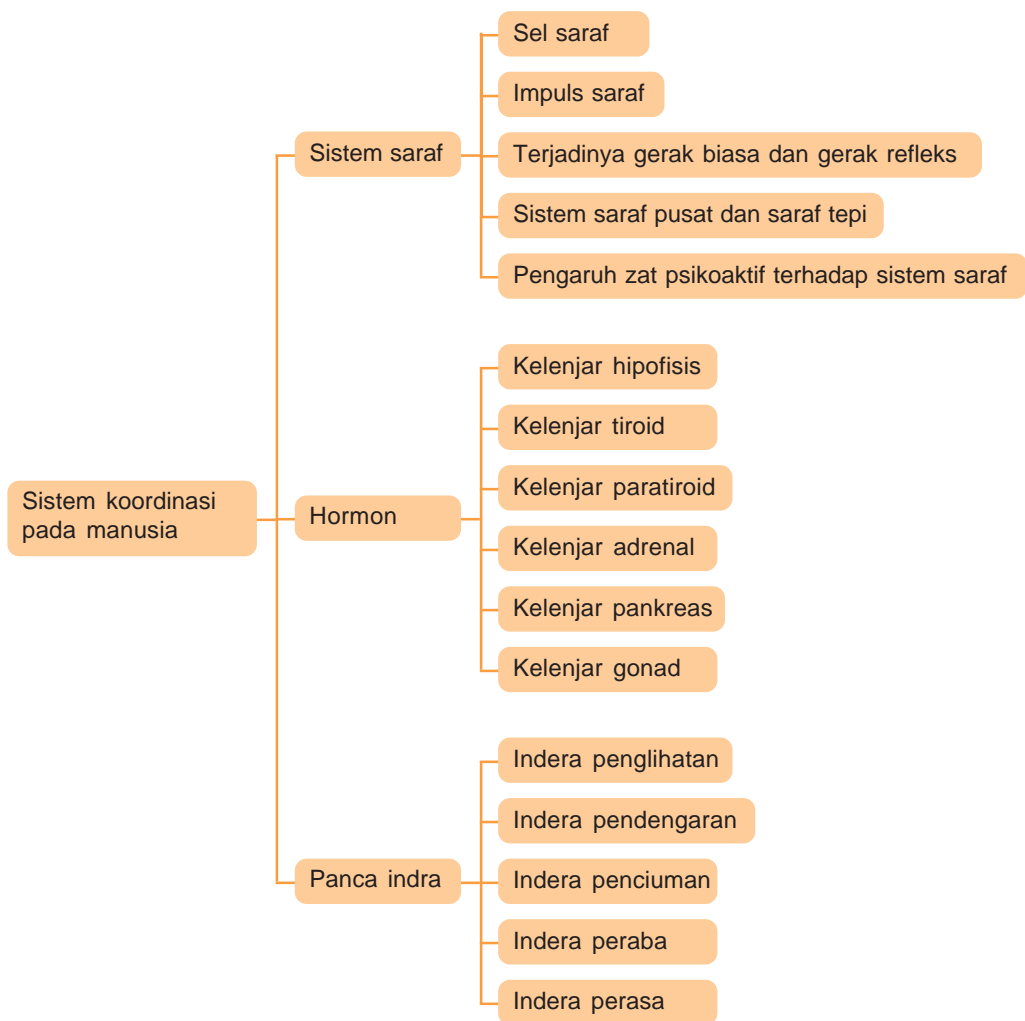 Sistem koordinasi
pada manusia
Sistem saraf
Sel saraf
Impuls saraf
Terjadinya gerak biasa dan gerak refleks
Sistem saraf pusat dan saraf tepi
Pengaruh zat psikoaktif terhadap sistem saraf
Hormon
Kelenjar hipofisis
Kelenjar tiroid
Kelenjar paratiroid
Kelenjar adrenal
Kelenjar pankreas
Kelenjar gonad
Panca indra
Indera penglihatan
Indera pendengaran
Indera penciuman
Indera peraba
Indera perasa